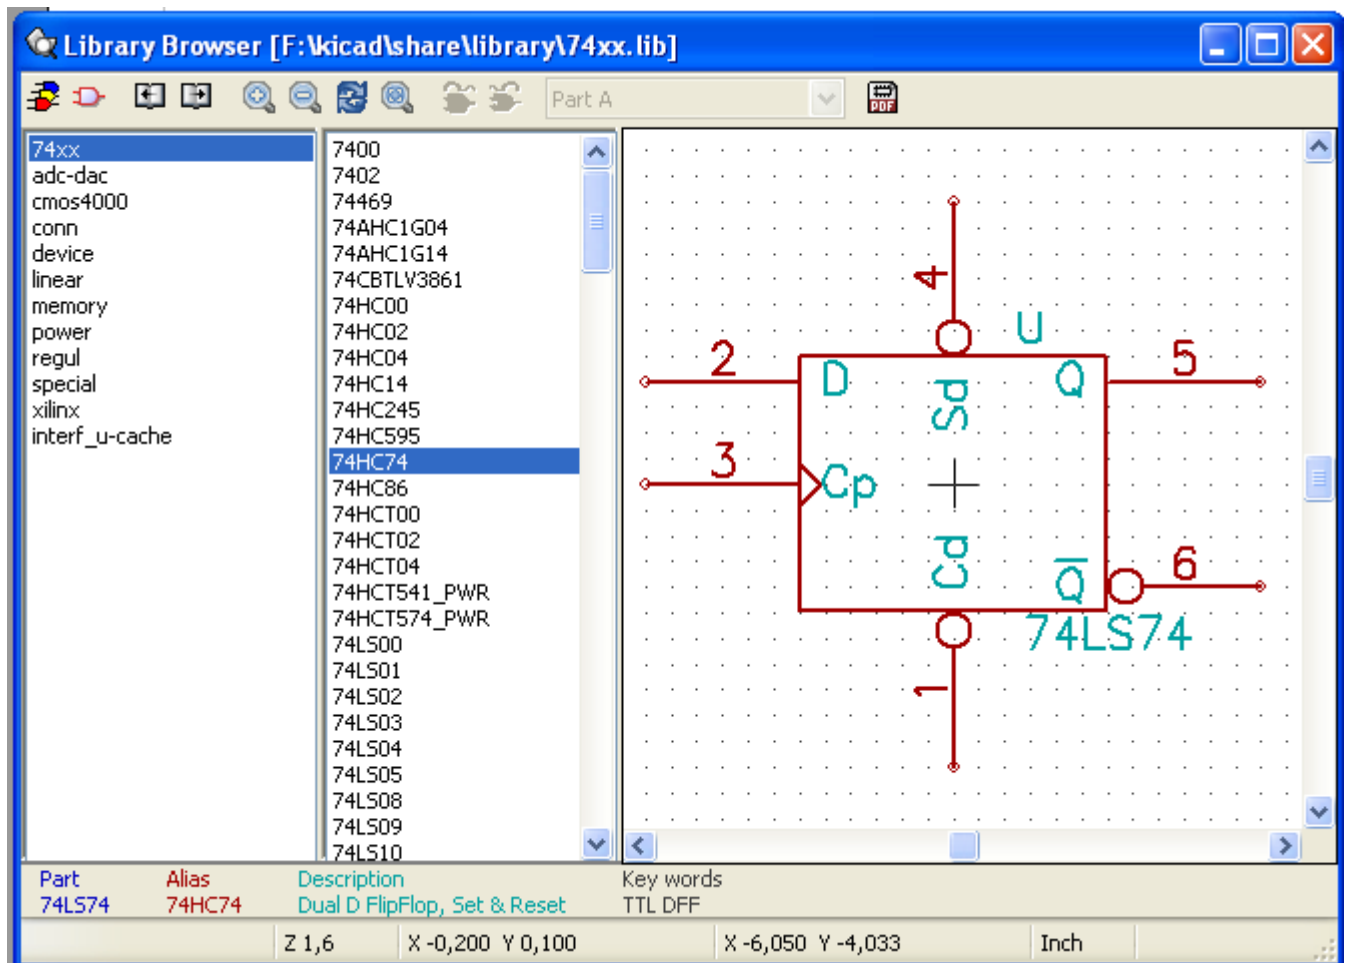 Library Browser [F:\kicad\share\library\74xx.lib]
Part A
PDF
74xx
adc-dac
cmos4000
conn
device
linear
memory
power
regul
special
xilinx
interf_u-cache
7400
7402
74469
74AHC1G04
74AHC1G14
74CBTLV3861
74HC00
74HC02
74HC04
74HC14
74HC245
74HC595
74HC74
74HC86
74HCT00
74HCT02
74HCT04
74HCT541_PWR
74HCT574_PWR
74LS00
74LS01
74LS02
74LS03
74LS04
74LS05
74LS08
74LS09
74LS10
4
U
2
5
D
Sd
Q
3
Cp
Cd
6
Q̅
74LS74
1
Part Alias Description Key words
74LS74 74HC74 Dual D FlipFlop, Set & Reset TTL DFF
Z 1,6 X -0,200 Y 0,100 X -6,050 Y -4,033 Inch